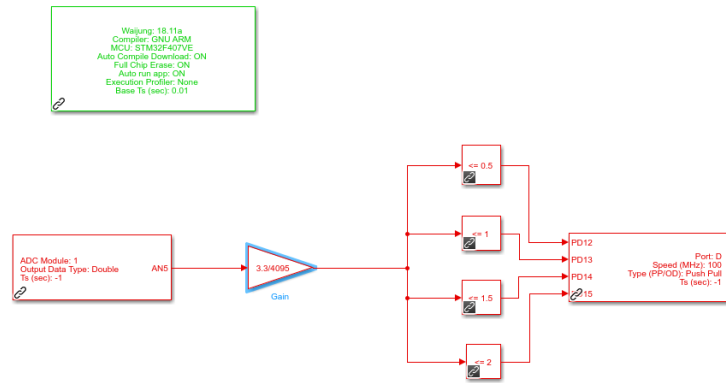 Waijung: 18.11a
Compiler: GNU ARM
MCU: STM32F407VE
Auto Compile Download: ON
Full Chip Erase: ON
Auto run app: ON
Execution Profiler: None
Base Ts (sec): 0.01
ADC Module: 1
Output Data Type: Double
Ts (sec): -1
AN5
3.3/4095
Gain
<= 0.5
<= 1
<= 1.5
<= 2
PD12
PD13
PD14
Port: D
Speed (MHz): 100
Type (PP/OD): Push Pull
Ts (sec): -1